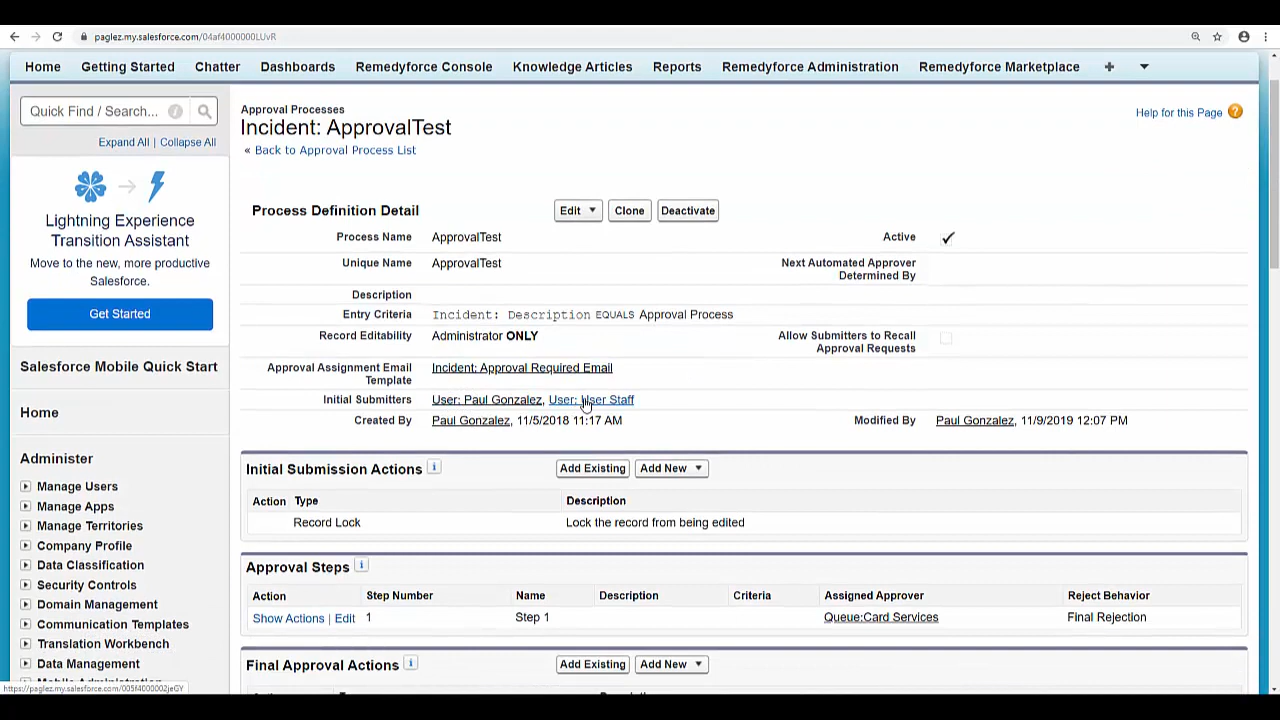 paglez.my.salesforce.com/04af4000000LUvR
Home Getting Started Chatter Dashboards Remedyforce Console Knowledge Articles Reports Remedyforce Administration Remedyforce Marketplace +
Quick Find / Search...
Expand All | Collapse All
Lightning Experience
Transition Assistant
Move to the new, more productive
Salesforce.
Get Started
Salesforce Mobile Quick Start
Home
Administer
Manage Users
Manage Apps
Manage Territories
Company Profile
Data Classification
Security Controls
Domain Management
Communication Templates
Translation Workbench
Data Management
https://paglez.my.salesforce.com/005f4000002jeGY
Approval Processes
Incident: ApprovalTest
Help for this Page ?
« Back to Approval Process List
Process Definition Detail Edit Clone Deactivate
Process Name ApprovalTest Active
Unique Name ApprovalTest Next Automated Approver
Determined By
Description
Entry Criteria Incident: Description EQUALS Approval Process
Record Editability Administrator ONLY Allow Submitters to Recall
Approval Requests
Approval Assignment Email
Template Incident: Approval Required Email
Initial Submitters User: Paul Gonzalez, User: User Staff
Created By Paul Gonzalez, 11/5/2018 11:17 AM Modified By Paul Gonzalez, 11/9/2019 12:07 PM
Initial Submission Actions i Add Existing Add New
Action Type Description
Record Lock Lock the record from being edited
Approval Steps i
Action Step Number Name Description Criteria Assigned Approver Reject Behavior
Show Actions | Edit 1 Step 1 Queue:Card Services Final Rejection
Final Approval Actions i Add Existing Add New